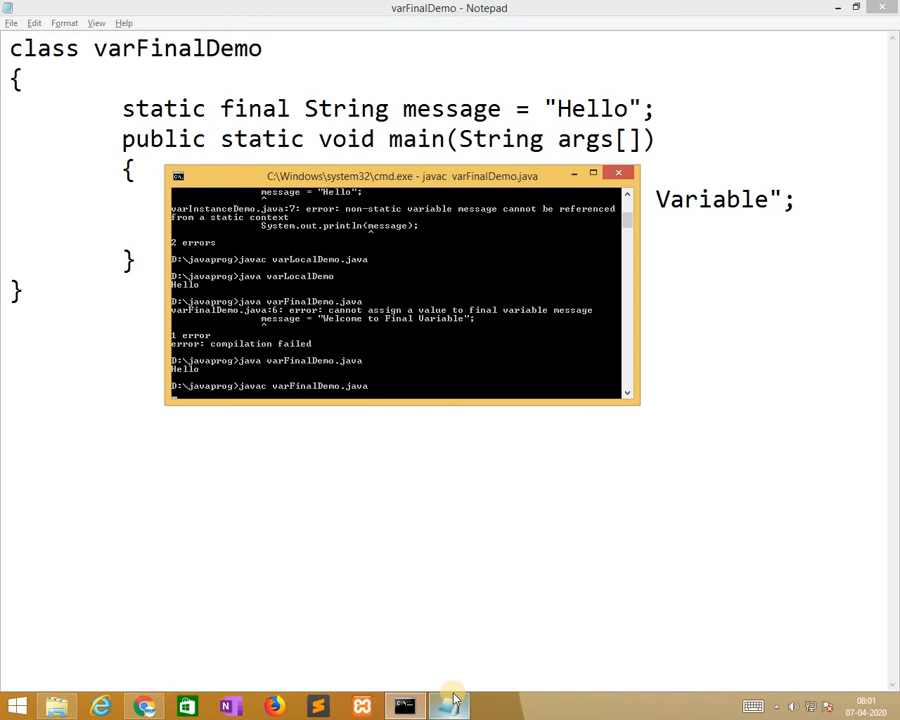 varFinalDemo - Notepad
File Edit Format View Help
class varFinalDemo
{
static final String message = "Hello";
public static void main(String args[])
{
Variable";
}
}
C:\Windows\system32\cmd.exe - javac varFinalDemo.java
message = "Hello";
^
varInstanceDemo.java:7: error: non-static variable message cannot be referenced
from a static context
System.out.println(message);
^
2 errors
D:\javaprog>javac varLocalDemo.java
D:\javaprog>java varLocalDemo
Hello
D:\javaprog>java varFinalDemo.java
varFinalDemo.java:6: error: cannot assign a value to final variable message
message = "Welcome to Final Variable";
^
1 error
error: compilation failed
D:\javaprog>java varFinalDemo.java
Hello
D:\javaprog>javac varFinalDemo.java
08:01
07-04-2020